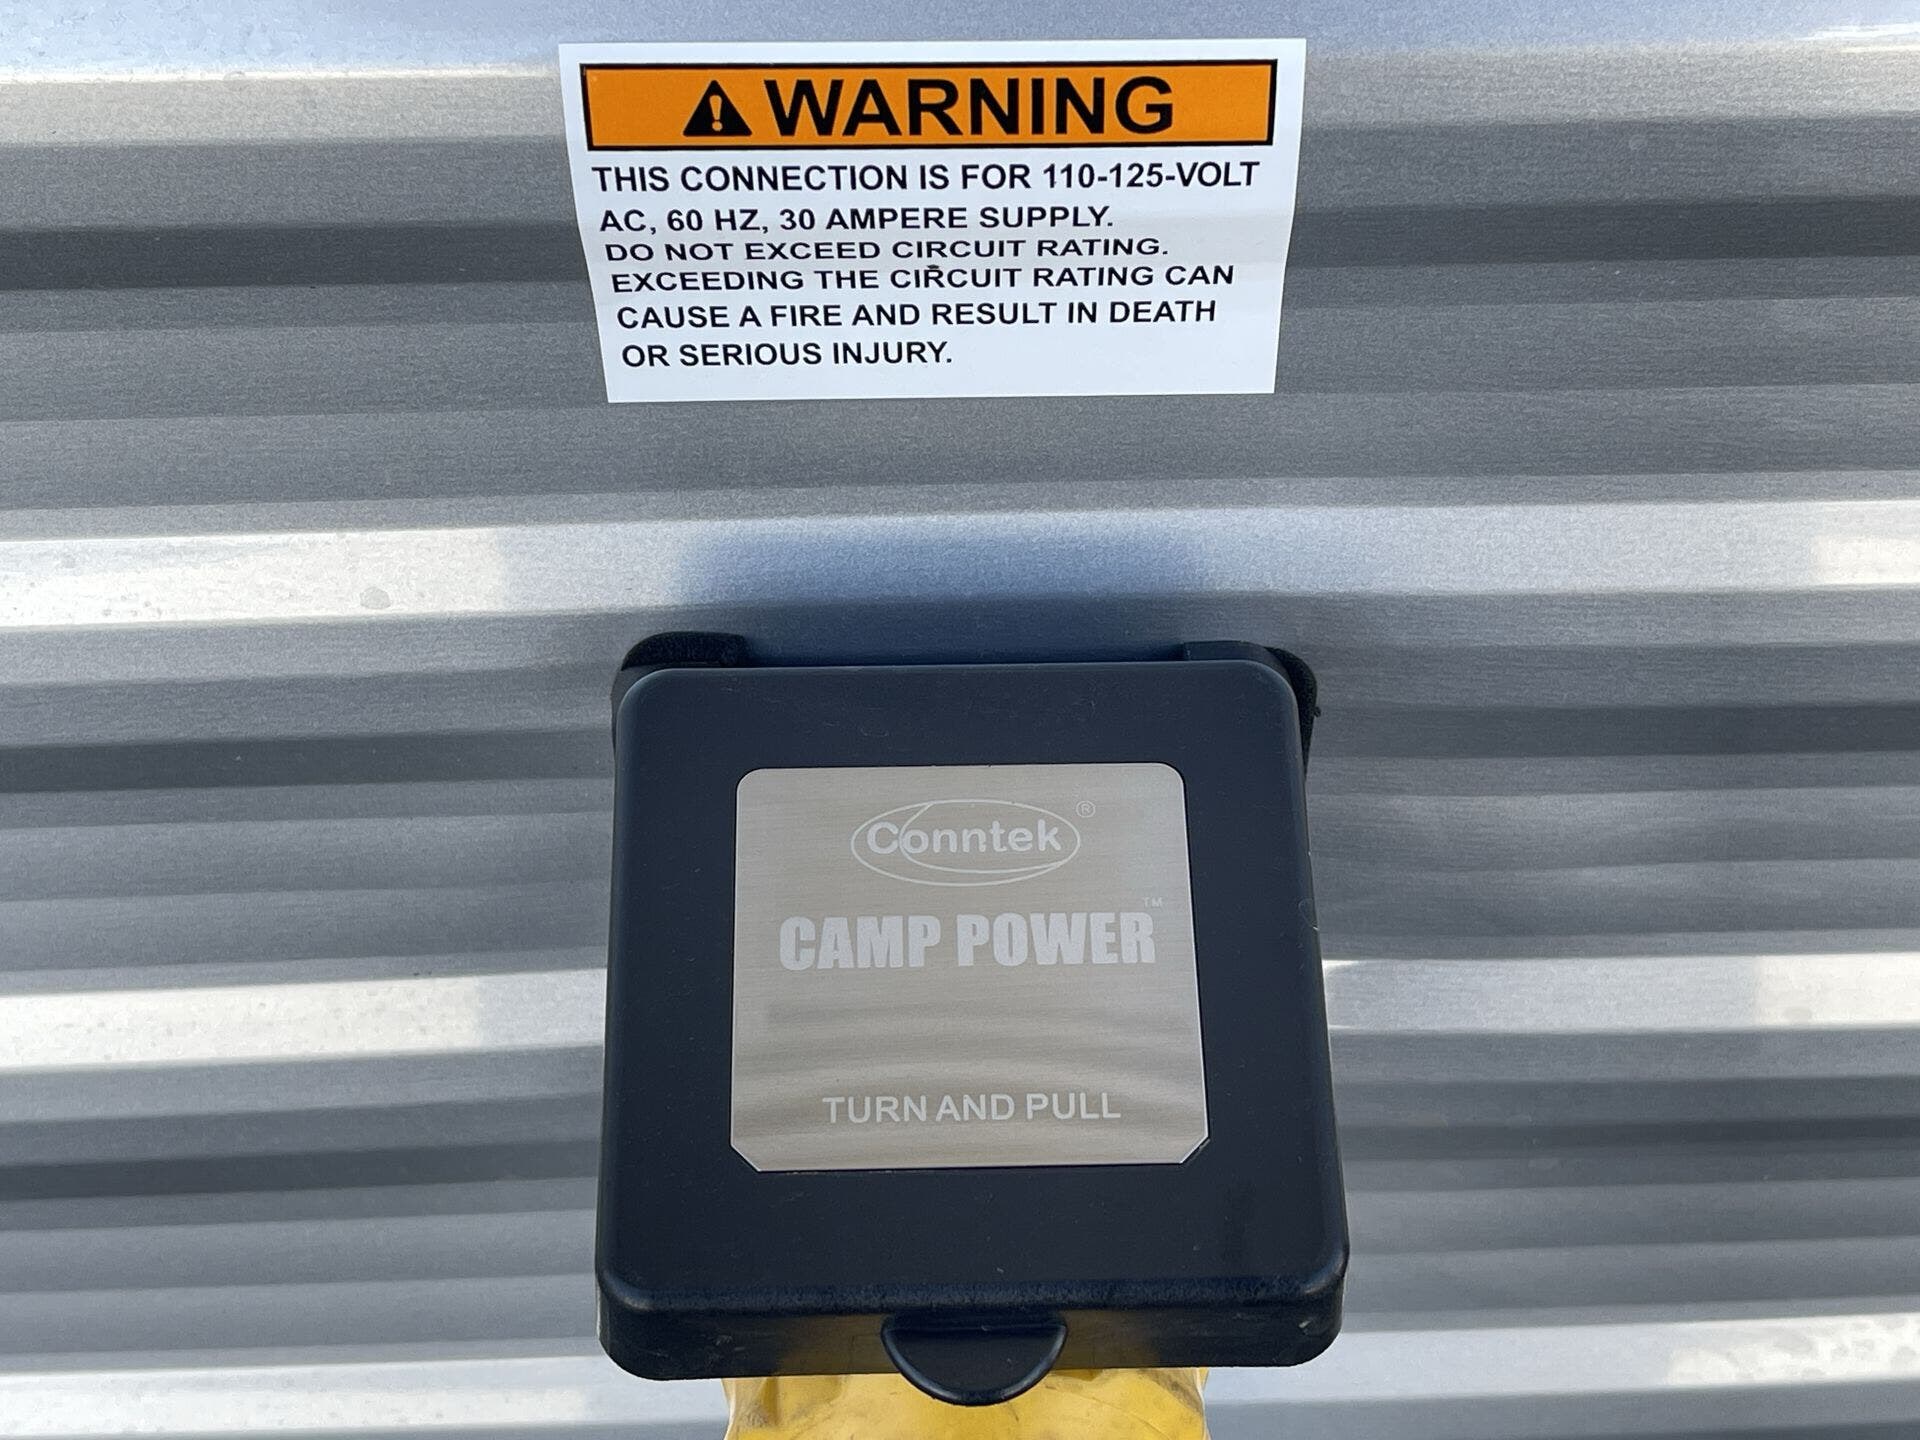 WARNING
THIS CONNECTION IS FOR 110-125-VOLT
AC, 60 HZ, 30 AMPERE SUPPLY.
DO NOT EXCEED CIRCUIT RATING.
EXCEEDING THE CIRCUIT RATING CAN
CAUSE A FIRE AND RESULT IN DEATH
OR SERIOUS INJURY.
Conntek®
CAMP POWER™
TURN AND PULL